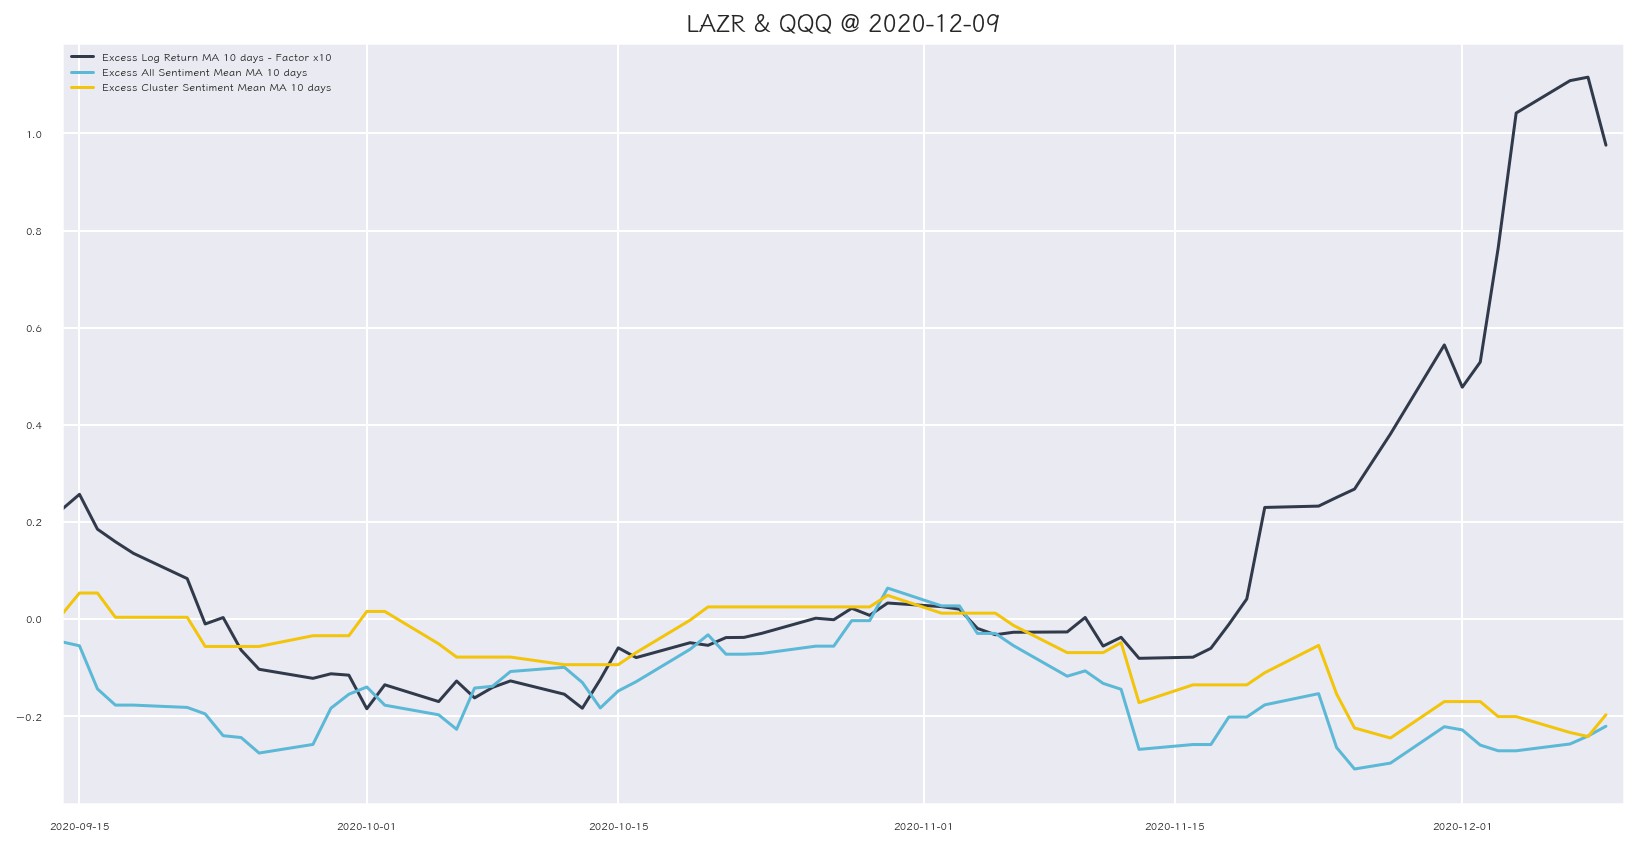 LAZR & QQQ @ 2020-12-09
Excess Log Return MA 10 days - Factor x10
Excess All Sentiment Mean MA 10 days
Excess Cluster Sentiment Mean MA 10 days
1.0
0.8
0.6
0.4
0.2
0.0
−0.2
2020-09-15 2020-10-01 2020-10-15 2020-11-01 2020-11-15 2020-12-01